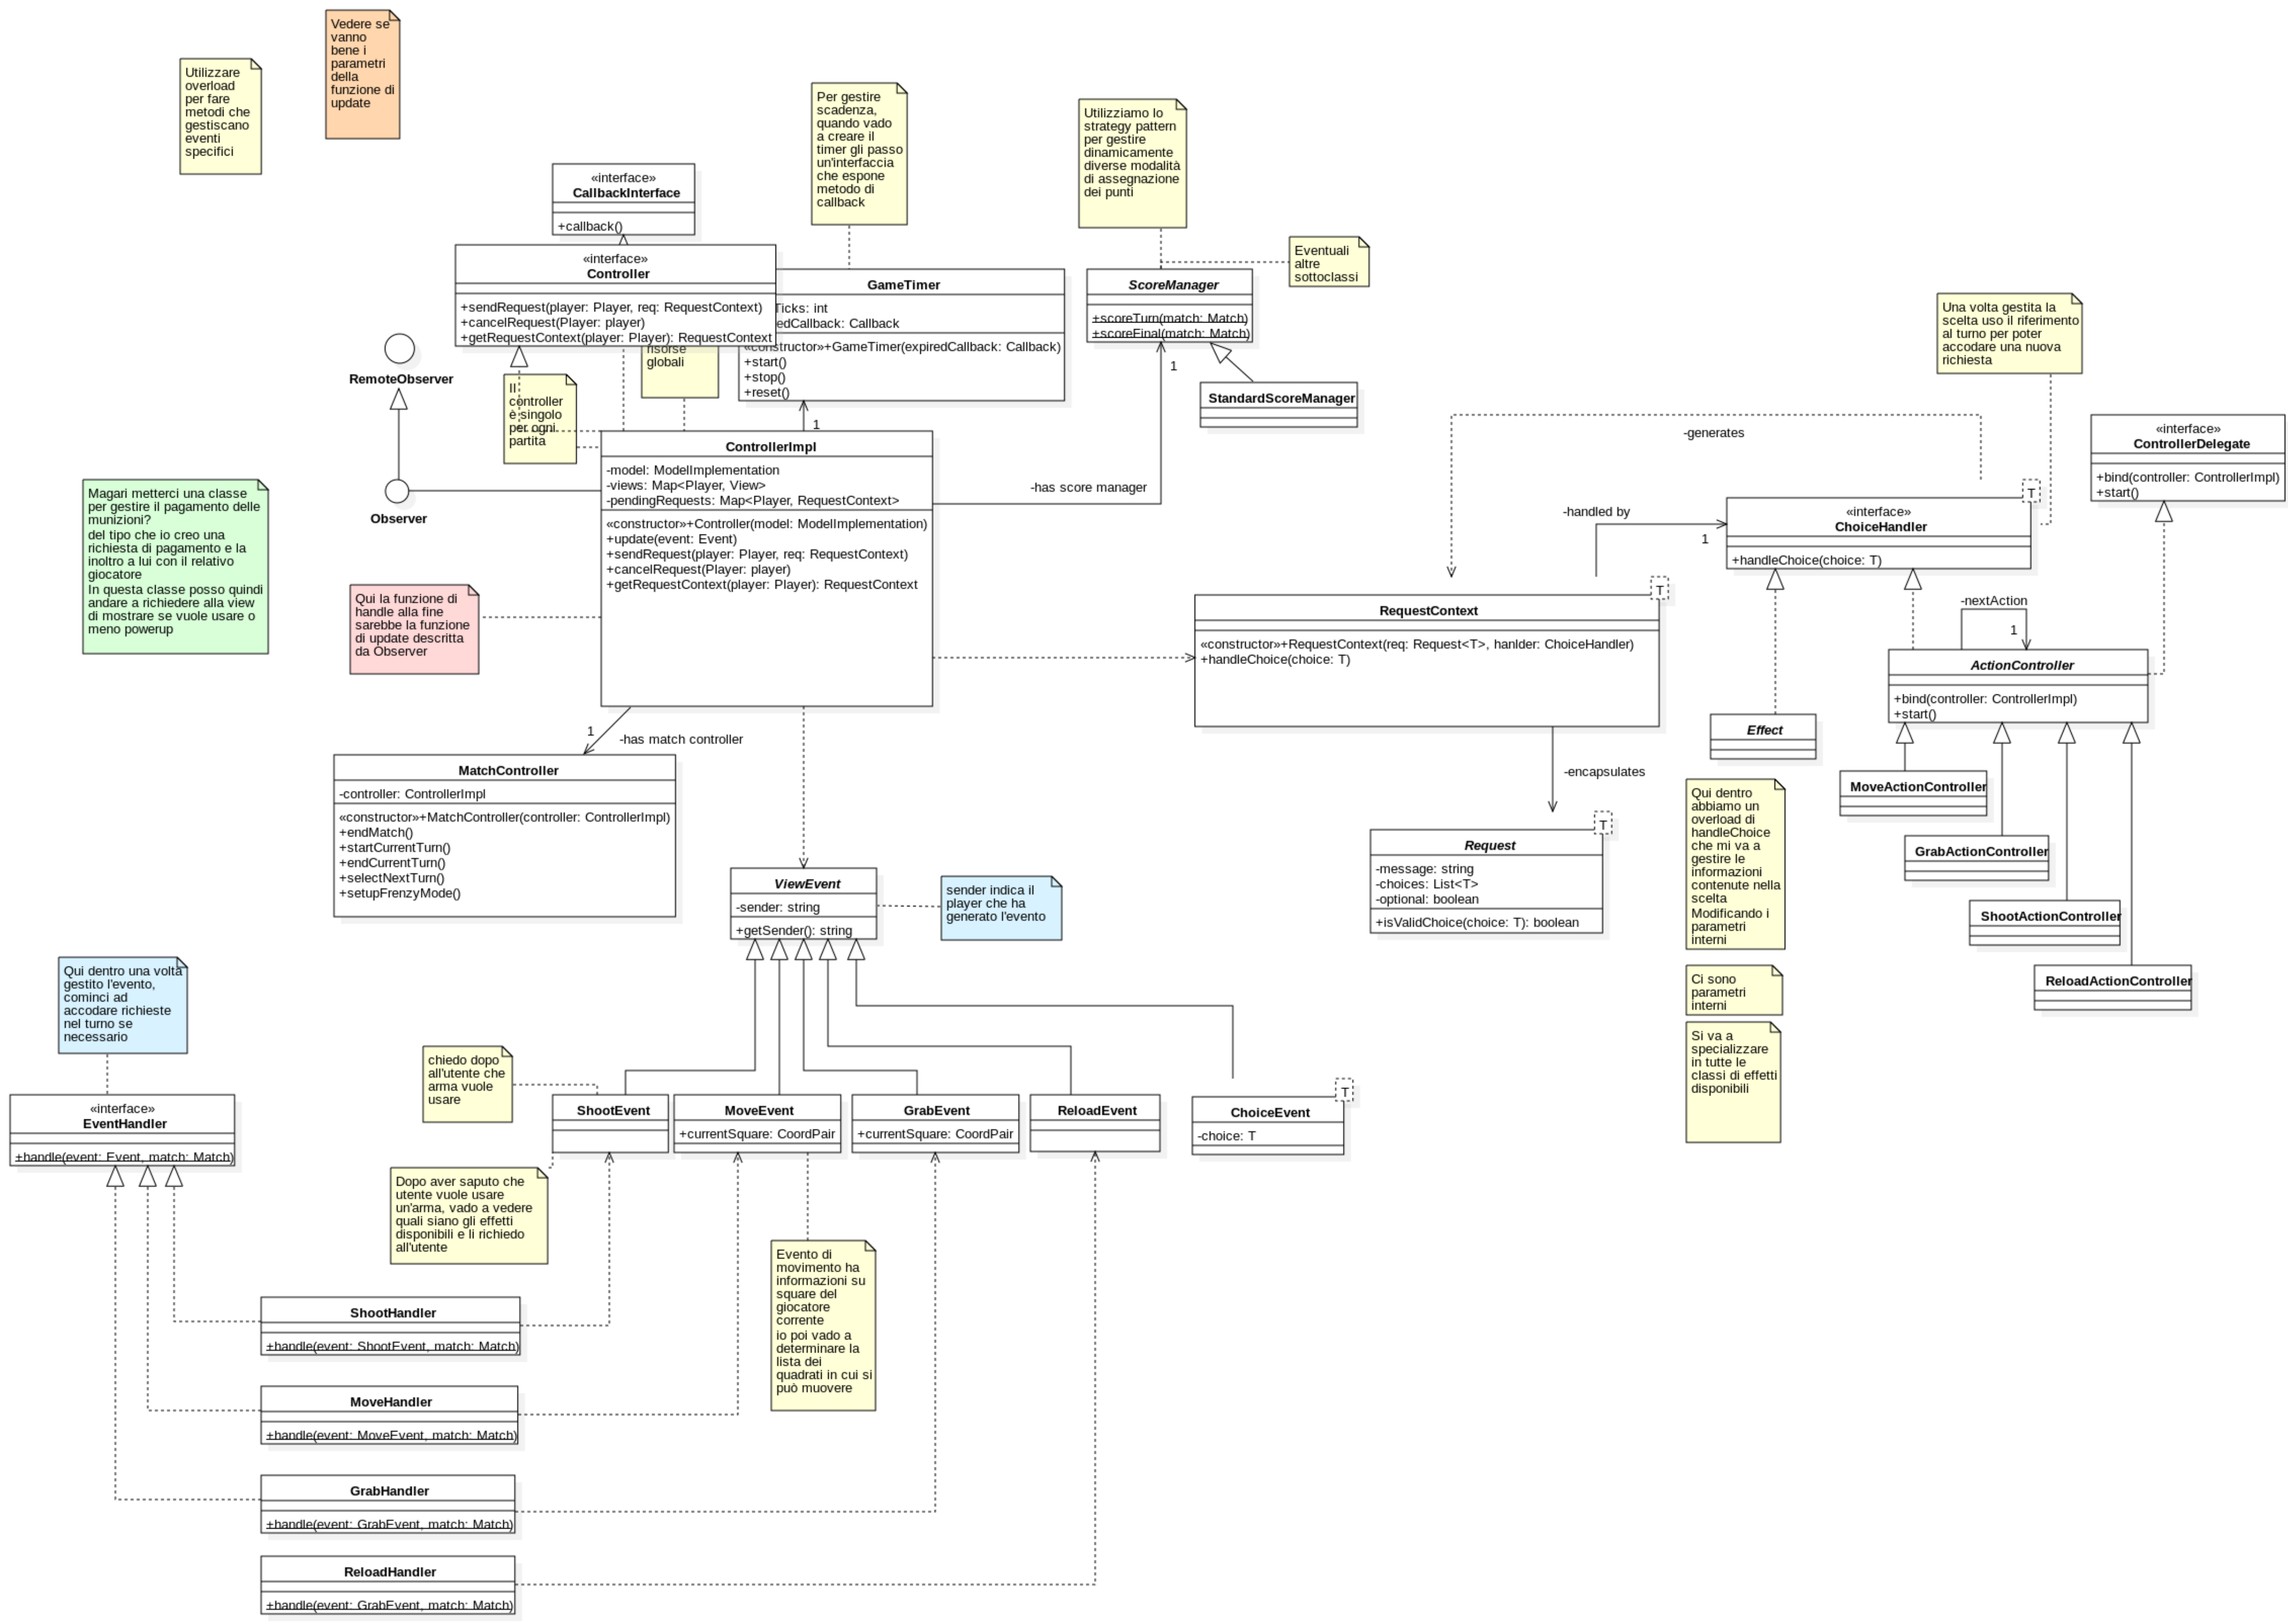 Vedere se
vanno
bene i
parametri
della
funzione di
update
Utilizzare
overload
per fare
metodi che
gestiscano
eventi
specifici
Per gestire
scadenza,
quando vado
a creare il
timer gli passo
un'interfaccia
che espone
metodo di
callback
Utilizziamo lo
strategy pattern
per gestire
dinamicamente
diverse modalità
di assegnazione
dei punti
Eventuali
altre
sottoclassi
«interface»
CallbackInterface
+callback()
«interface»
Controller
+sendRequest(player: Player, req: RequestContext)
+cancelRequest(Player: player)
+getRequestContext(player: Player): RequestContext
GameTimer
Ticks: int
edCallback: Callback
«constructor»+GameTimer(expiredCallback: Callback)
+start()
+stop()
+reset()
1
ScoreManager
+scoreTurn(match: Match)
+scoreFinal(match: Match)
1
StandardScoreManager
Una volta gestita la
scelta uso il riferimento
al turno per poter
accodare una nuova
richiesta
RemoteObserver
Observer
Il
controller
è singolo
per ogni
partita
risorse
globali
ControllerImpl
-model: ModelImplementation
-views: Map<Player, View>
-pendingRequests: Map<Player, RequestContext>
«constructor»+Controller(model: ModelImplementation)
+update(event: Event)
+sendRequest(player: Player, req: RequestContext)
+cancelRequest(Player: player)
+getRequestContext(player: Player): RequestContext
-has score manager
-generates
-handled by
1
«interface»
ControllerDelegate
+bind(controller: ControllerImpl)
+start()
T
«interface»
ChoiceHandler
+handleChoice(choice: T)
Magari metterci una classe
per gestire il pagamento delle
munizioni?
del tipo che io creo una
richiesta di pagamento e la
inoltro a lui con il relativo
giocatore
In questa classe posso quindi
andare a richiedere alla view
di mostrare se vuole usare o
meno powerup
Qui la funzione di
handle alla fine
sarebbe la funzione
di update descritta
da Observer
T
RequestContext
«constructor»+RequestContext(req: Request<T>, hanlder: ChoiceHandler)
+handleChoice(choice: T)
-nextAction
1
ActionController
+bind(controller: ControllerImpl)
+start()
Effect
1
-has match controller
-encapsulates
MatchController
-controller: ControllerImpl
«constructor»+MatchController(controller: ControllerImpl)
+endMatch()
+startCurrentTurn()
+endCurrentTurn()
+selectNextTurn()
+setupFrenzyMode()
T
Request
-message: string
-choices: List<T>
-optional: boolean
+isValidChoice(choice: T): boolean
Qui dentro
abbiamo un
overload di
handleChoice
che mi va a
gestire le
informazioni
contenute nella
scelta
Modificando i
parametri
interni
MoveActionController
GrabActionController
ShootActionController
ReloadActionController
Ci sono
parametri
interni
Si va a
specializzare
in tutte le
classi di effetti
disponibili
ViewEvent
-sender: string
+getSender(): string
sender indica il
player che ha
generato l'evento
Qui dentro una volta
gestito l'evento,
cominci ad
accodare richieste
nel turno se
necessario
«interface»
EventHandler
+handle(event: Event, match: Match)
chiedo dopo
all'utente che
arma vuole
usare
ShootEvent
MoveEvent
+currentSquare: CoordPair
GrabEvent
+currentSquare: CoordPair
ReloadEvent
T
ChoiceEvent
-choice: T
Dopo aver saputo che
utente vuole usare
un'arma, vado a vedere
quali siano gli effetti
disponibili e li richiedo
all'utente
Evento di
movimento ha
informazioni su
square del
giocatore
corrente
io poi vado a
determinare la
lista dei
quadrati in cui si
può muovere
ShootHandler
+handle(event: ShootEvent, match: Match)
MoveHandler
+handle(event: MoveEvent, match: Match)
GrabHandler
+handle(event: GrabEvent, match: Match)
ReloadHandler
+handle(event: GrabEvent, match: Match)